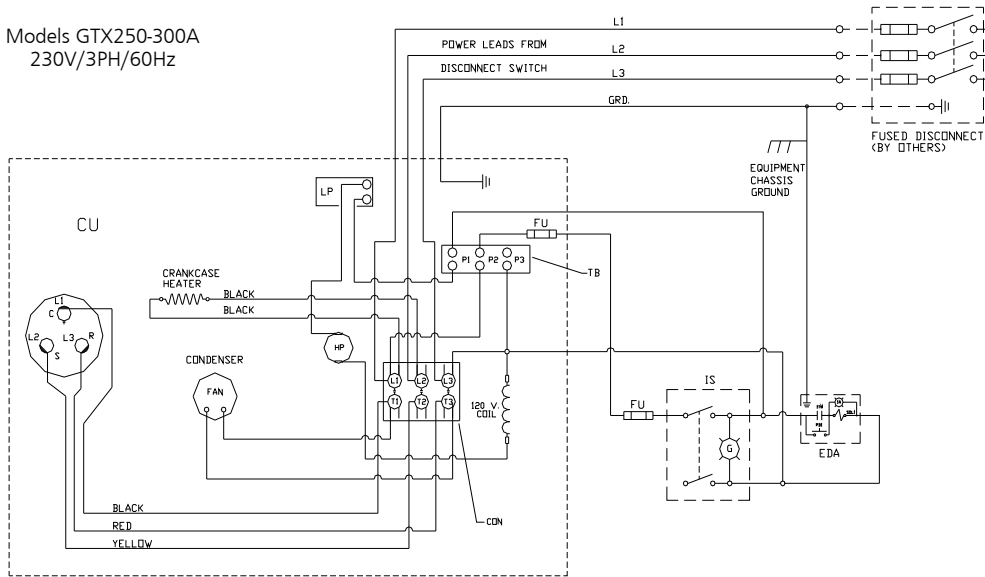 Models GTX250-300A
230V/3PH/60Hz
L1
POWER LEADS FROM
L2
DISCONNECT SWITCH
L3
GRD.
FUSED DISCONNECT
(BY OTHERS)
EQUIPMENT
CHASSIS
GROUND
LP
CU
FU
P1 P2 P3
TB
CRANKCASE
HEATER
BLACK
BLACK
L1
C
L2
L3
R
S
HP
CONDENSER
FAN
L1 L2 L3
T1 T2 T3
120 V.
COIL
IS
FU
G
EDA
BLACK
RED
YELLOW
CON